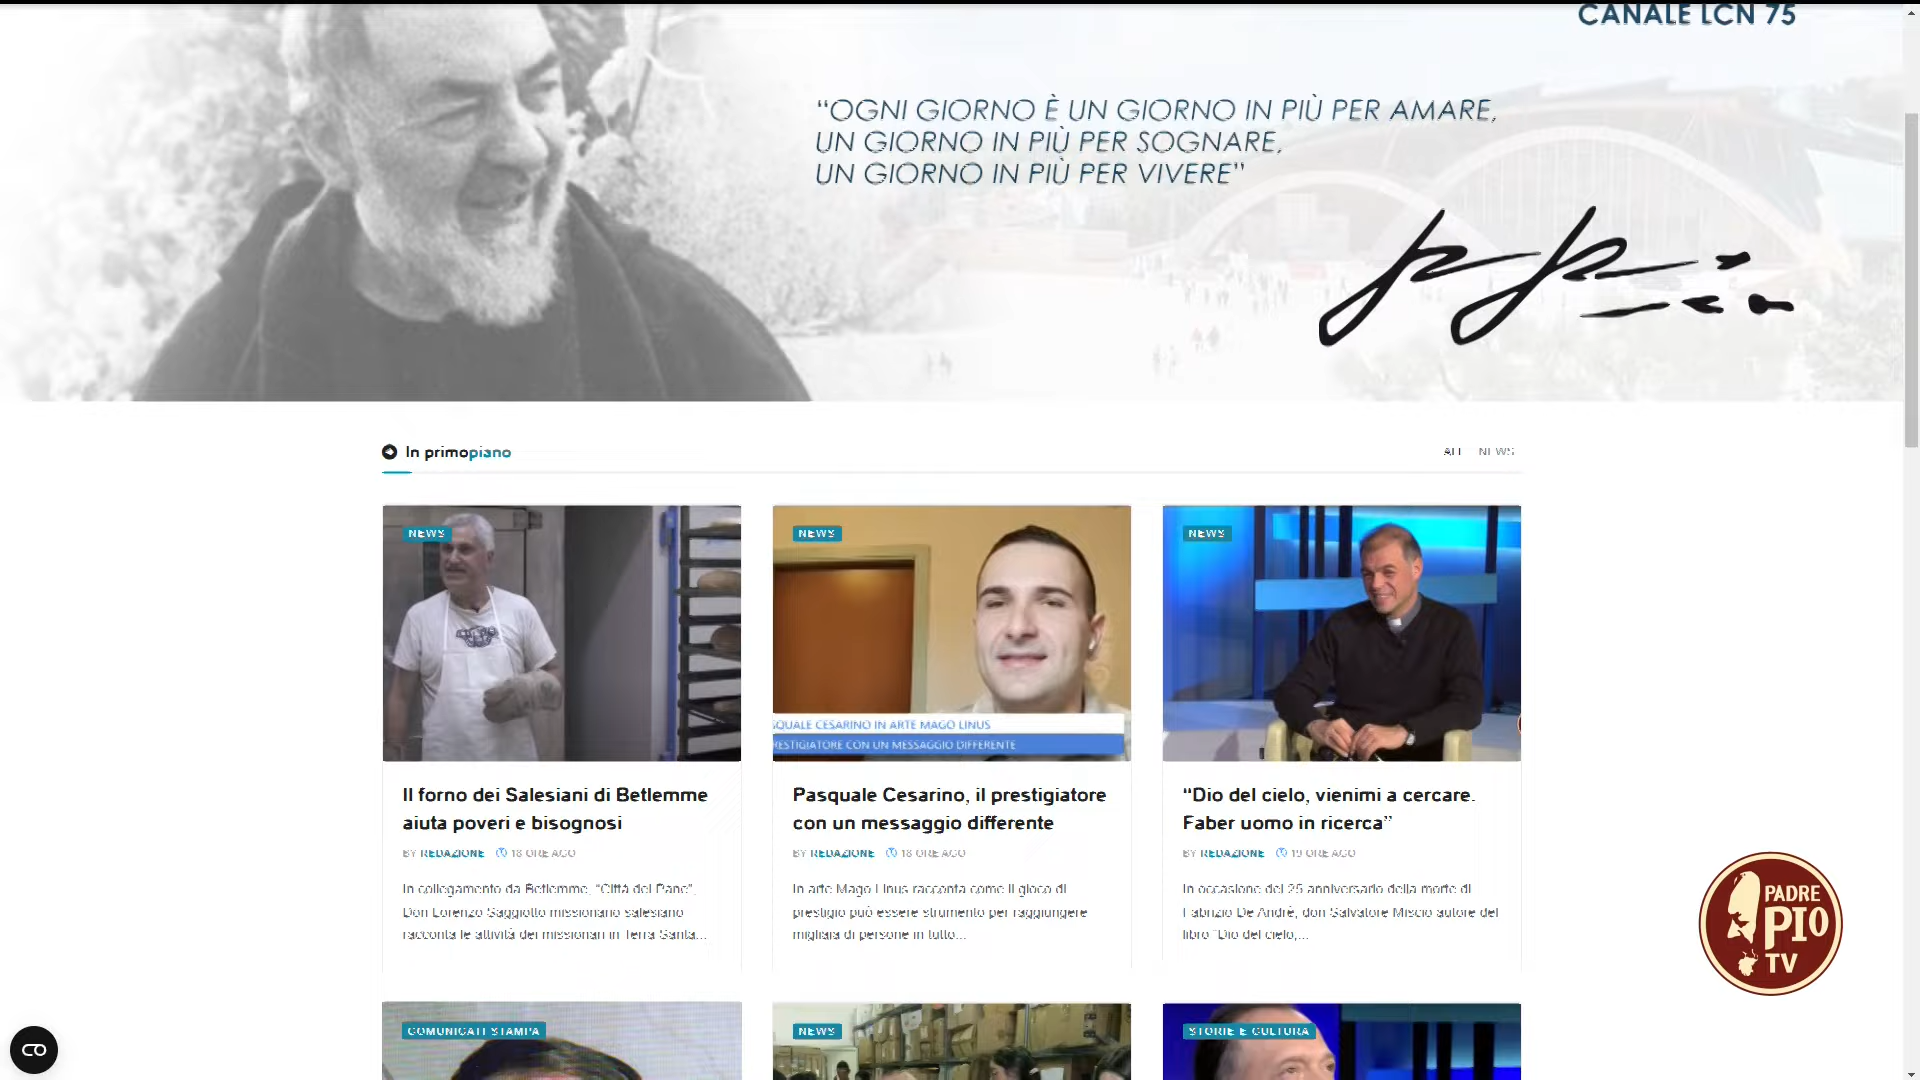 CANALE LCN 75
“OGNI GIORNO È UN GIORNO IN PIÙ PER AMARE,
UN GIORNO IN PIÙ PER SOGNARE,
UN GIORNO IN PIÙ PER VIVERE”
In primopiano
ALL NEWS
NEWS
NEWS
NEWS
SQUALE CESARINO IN ARTE MAGO LINUS
RESTIGIATORE CON UN MESSAGGIO DIFFERENTE
Il forno dei Salesiani di Betlemme
aiuta poveri e bisognosi
BY REDAZIONE 18 ORE AGO
In collegamento da Betlemme, “Città del Pane”,
Don Lorenzo Saggiotto missionario salesiano
racconta le attività dei missionari in Terra Santa...
Pasquale Cesarino, il prestigiatore
con un messaggio differente
BY REDAZIONE 18 ORE AGO
In arte Mago Linus racconta come il gioco di
prestigio può essere strumento per raggiungere
migliaia di persone in tutto...
“Dio del cielo, vienimi a cercare.
Faber uomo in ricerca”
BY REDAZIONE 19 ORE AGO
In occasione del 25 anniversario della morte di
Fabrizio De Andrè, don Salvatore Miscio autore del
libro “Dio del cielo,...
COMUNICATI STAMPA
NEWS
STORIE E CULTURA
PADRE
PIO
TV